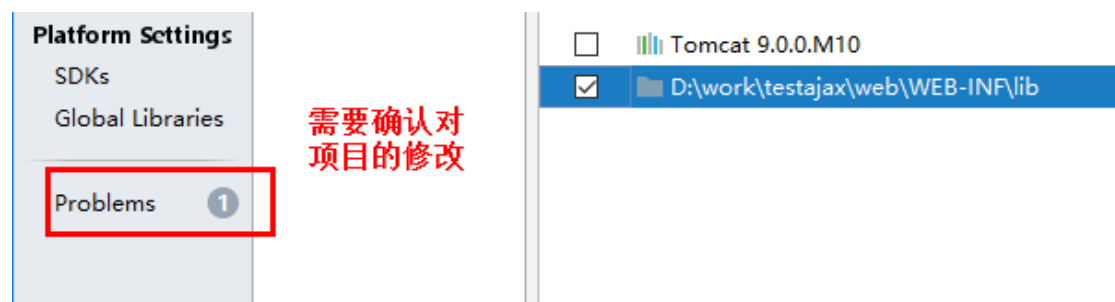 Platform Settings
SDKs
Global Libraries
Problems 1
需要确认对
项目的修改
Tomcat 9.0.0.M10
D:\work\testajax\web\WEB-INF\lib